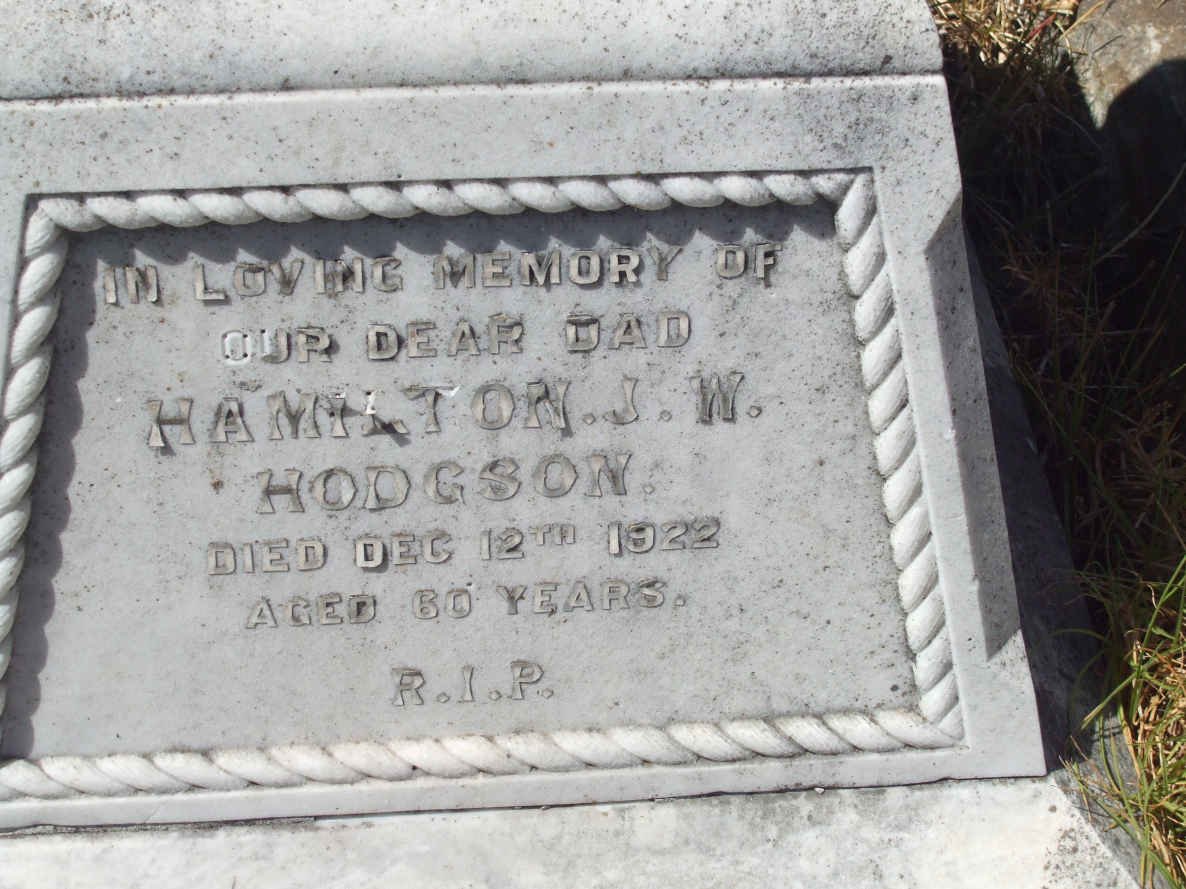 IN LOVING MEMORY OF
OUR DEAR DAD
HAMILTON. J. W.
HODGSON.
DIED DEC 12TH 1922
AGED 60 YEARS.
R.I.P.